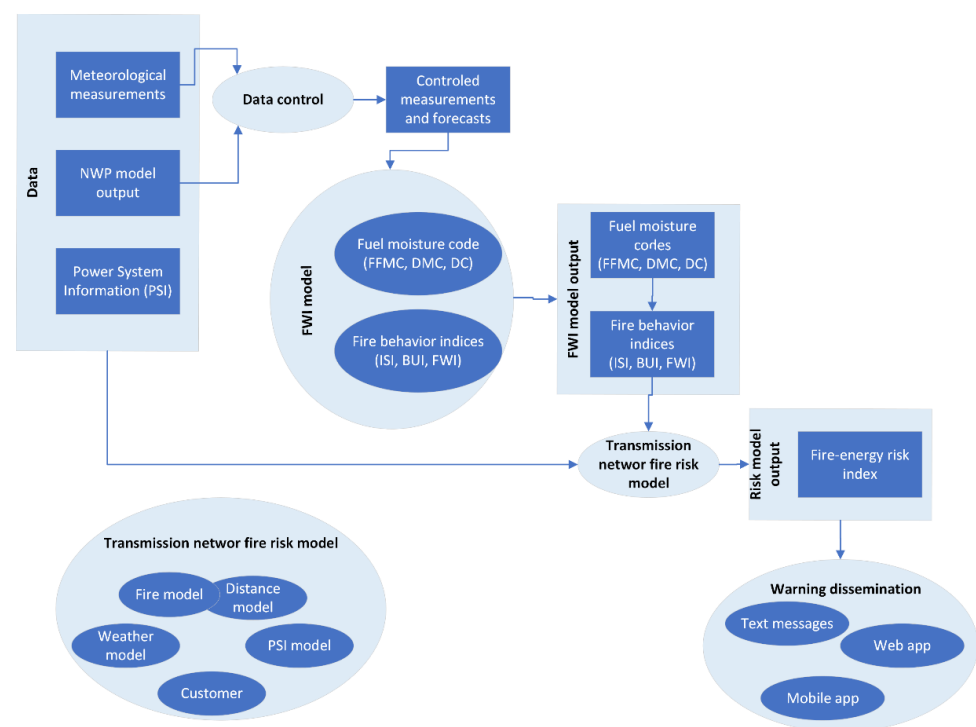 Data
Meteorological
measurements
NWP model
output
Power System
Information (PSI)
Data control
Controled
measurements
and forecasts
FWI model
Fuel moisture code
(FFMC, DMC, DC)
Fire behavior indices
(ISI, BUI, FWI)
FWI model output
Fuel moisture
codes
(FFMC, DMC, DC)
Fire behavior
indices
(ISI, BUI, FWI)
Transmission
networ fire risk
model
Risk model
output
Fire-energy risk
index
Transmission networ fire risk model
Fire model
Distance
model
Weather
model
PSI model
Customer
Warning dissemination
Text messages
Web app
Mobile app